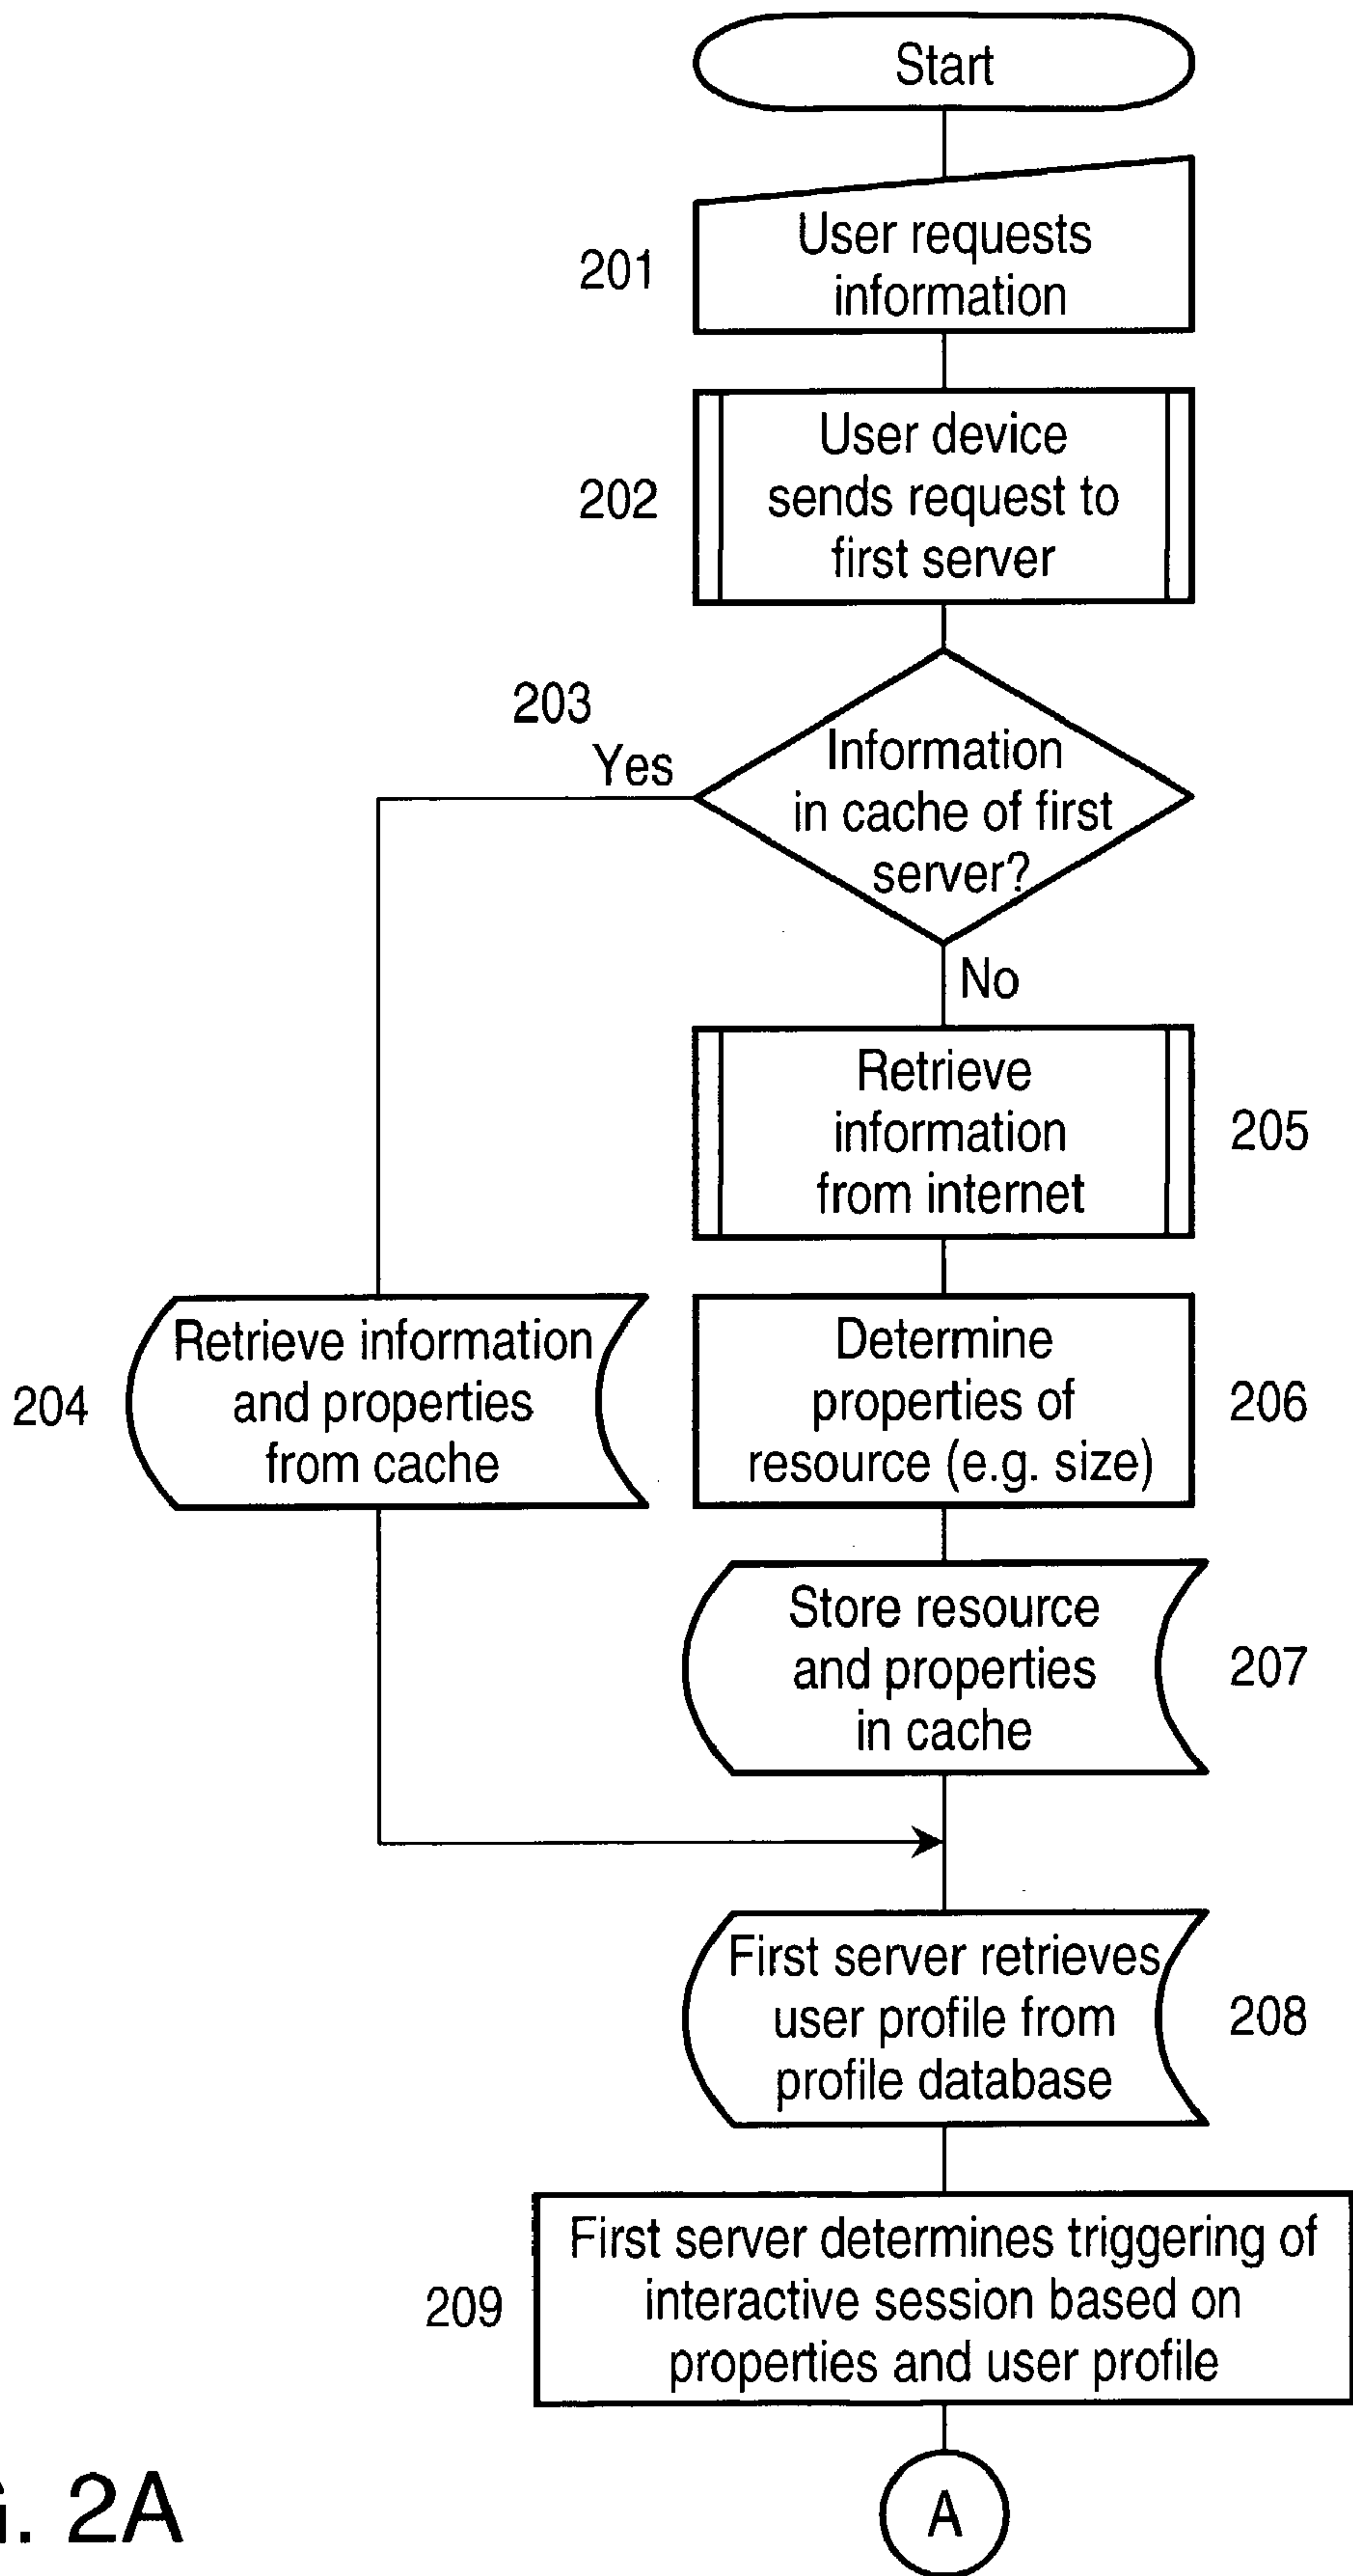 Start
201
User requests
information
202
User device
sends request to
first server
203
Yes
Information
in cache of first
server?
No
Retrieve
information
from internet
205
204
Retrieve information
and properties
from cache
Determine
properties of
resource (e.g. size)
206
Store resource
and properties
in cache
207
First server retrieves
user profile from
profile database
208
209
First server determines triggering of
interactive session based on
properties and user profile
A
. 2A